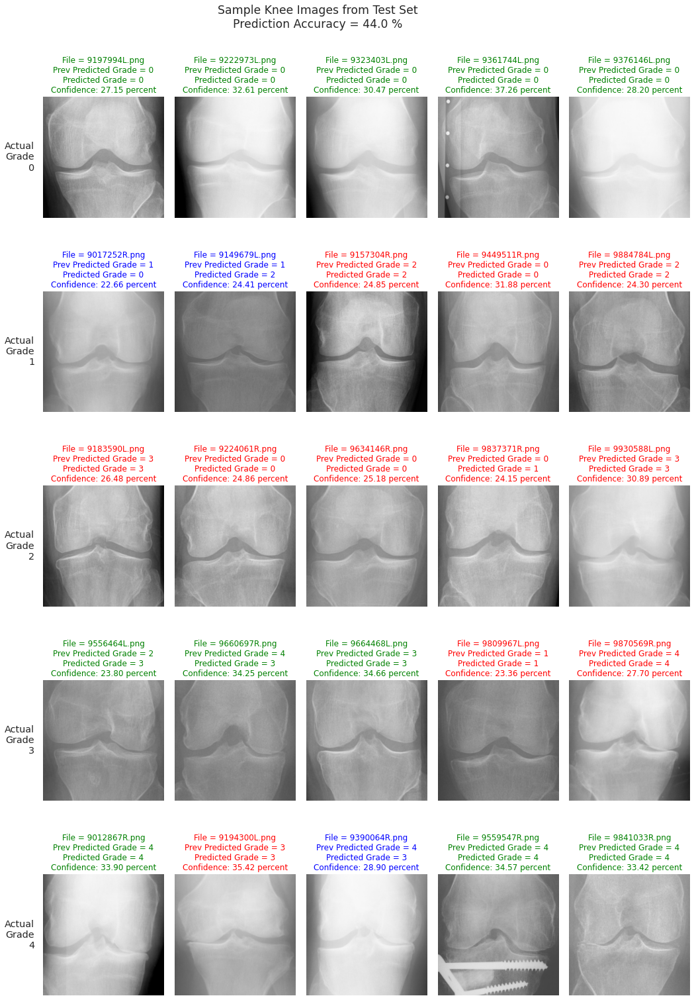 Sample Knee Images from Test Set
Prediction Accuracy = 44.0 %
File = 9197994L.png
Prev Predicted Grade = 0
Predicted Grade = 0
Confidence: 27.15 percent
File = 9222973L.png
Prev Predicted Grade = 0
Predicted Grade = 0
Confidence: 32.61 percent
File = 9323403L.png
Prev Predicted Grade = 0
Predicted Grade = 0
Confidence: 30.47 percent
File = 9361744L.png
Prev Predicted Grade = 0
Predicted Grade = 0
Confidence: 37.26 percent
File = 9376146L.png
Prev Predicted Grade = 0
Predicted Grade = 0
Confidence: 28.20 percent
Actual
Grade
0
File = 9017252R.png
Prev Predicted Grade = 1
Predicted Grade = 0
Confidence: 22.66 percent
File = 9149679L.png
Prev Predicted Grade = 1
Predicted Grade = 2
Confidence: 24.41 percent
File = 9157304R.png
Prev Predicted Grade = 2
Predicted Grade = 2
Confidence: 24.85 percent
File = 9449511R.png
Prev Predicted Grade = 0
Predicted Grade = 0
Confidence: 31.88 percent
File = 9884784L.png
Prev Predicted Grade = 2
Predicted Grade = 2
Confidence: 24.30 percent
Actual
Grade
1
File = 9183590L.png
Prev Predicted Grade = 3
Predicted Grade = 3
Confidence: 26.48 percent
File = 9224061R.png
Prev Predicted Grade = 0
Predicted Grade = 0
Confidence: 24.86 percent
File = 9634146R.png
Prev Predicted Grade = 0
Predicted Grade = 0
Confidence: 25.18 percent
File = 9837371R.png
Prev Predicted Grade = 0
Predicted Grade = 1
Confidence: 24.15 percent
File = 9930588L.png
Prev Predicted Grade = 3
Predicted Grade = 3
Confidence: 30.89 percent
Actual
Grade
2
File = 9556464L.png
Prev Predicted Grade = 2
Predicted Grade = 3
Confidence: 23.80 percent
File = 9660697R.png
Prev Predicted Grade = 4
Predicted Grade = 3
Confidence: 34.25 percent
File = 9664468L.png
Prev Predicted Grade = 3
Predicted Grade = 3
Confidence: 34.66 percent
File = 9809967L.png
Prev Predicted Grade = 1
Predicted Grade = 1
Confidence: 23.36 percent
File = 9870569R.png
Prev Predicted Grade = 4
Predicted Grade = 4
Confidence: 27.70 percent
Actual
Grade
3
File = 9012867R.png
Prev Predicted Grade = 4
Predicted Grade = 4
Confidence: 33.90 percent
File = 9194300L.png
Prev Predicted Grade = 3
Predicted Grade = 3
Confidence: 35.42 percent
File = 9390064R.png
Prev Predicted Grade = 4
Predicted Grade = 3
Confidence: 28.90 percent
File = 9559547R.png
Prev Predicted Grade = 4
Predicted Grade = 4
Confidence: 34.57 percent
File = 9841033R.png
Prev Predicted Grade = 4
Predicted Grade = 4
Confidence: 33.42 percent
Actual
Grade
4